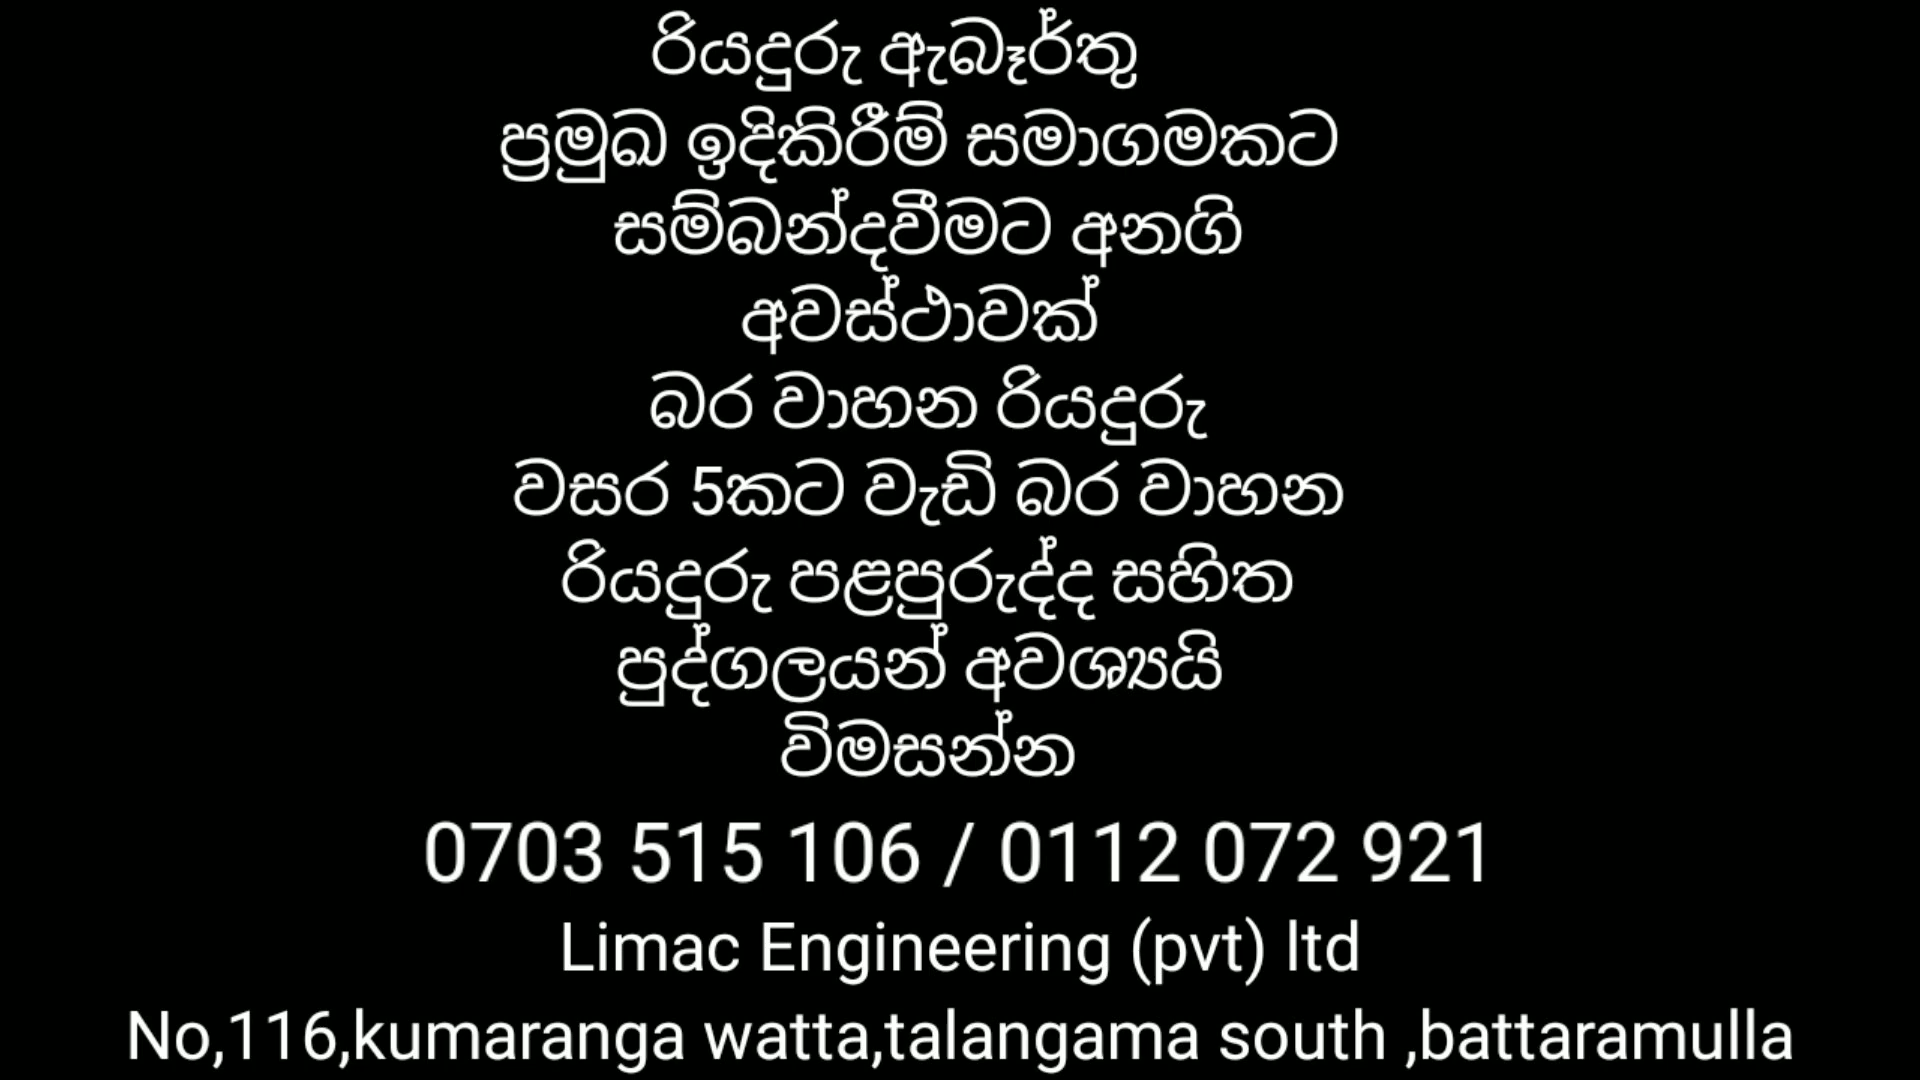 රියදුරු ඇබෑර්තු
ප්‍රමුඛ ඉදිකිරීම් සමාගමකට
සම්බන්දවීමට අනගි
අවස්ථාවක්
බර වාහන රියදුරු
වසර 5කට වැඩි බර වාහන
රියදුරු පළපුරුද්ද සහිත
පුද්ගලයන් අවශ්‍යයි
විමසන්න
0703 515 106 / 0112 072 921
Limac Engineering (pvt) ltd
No,116,kumaranga watta,talangama south ,battaramulla